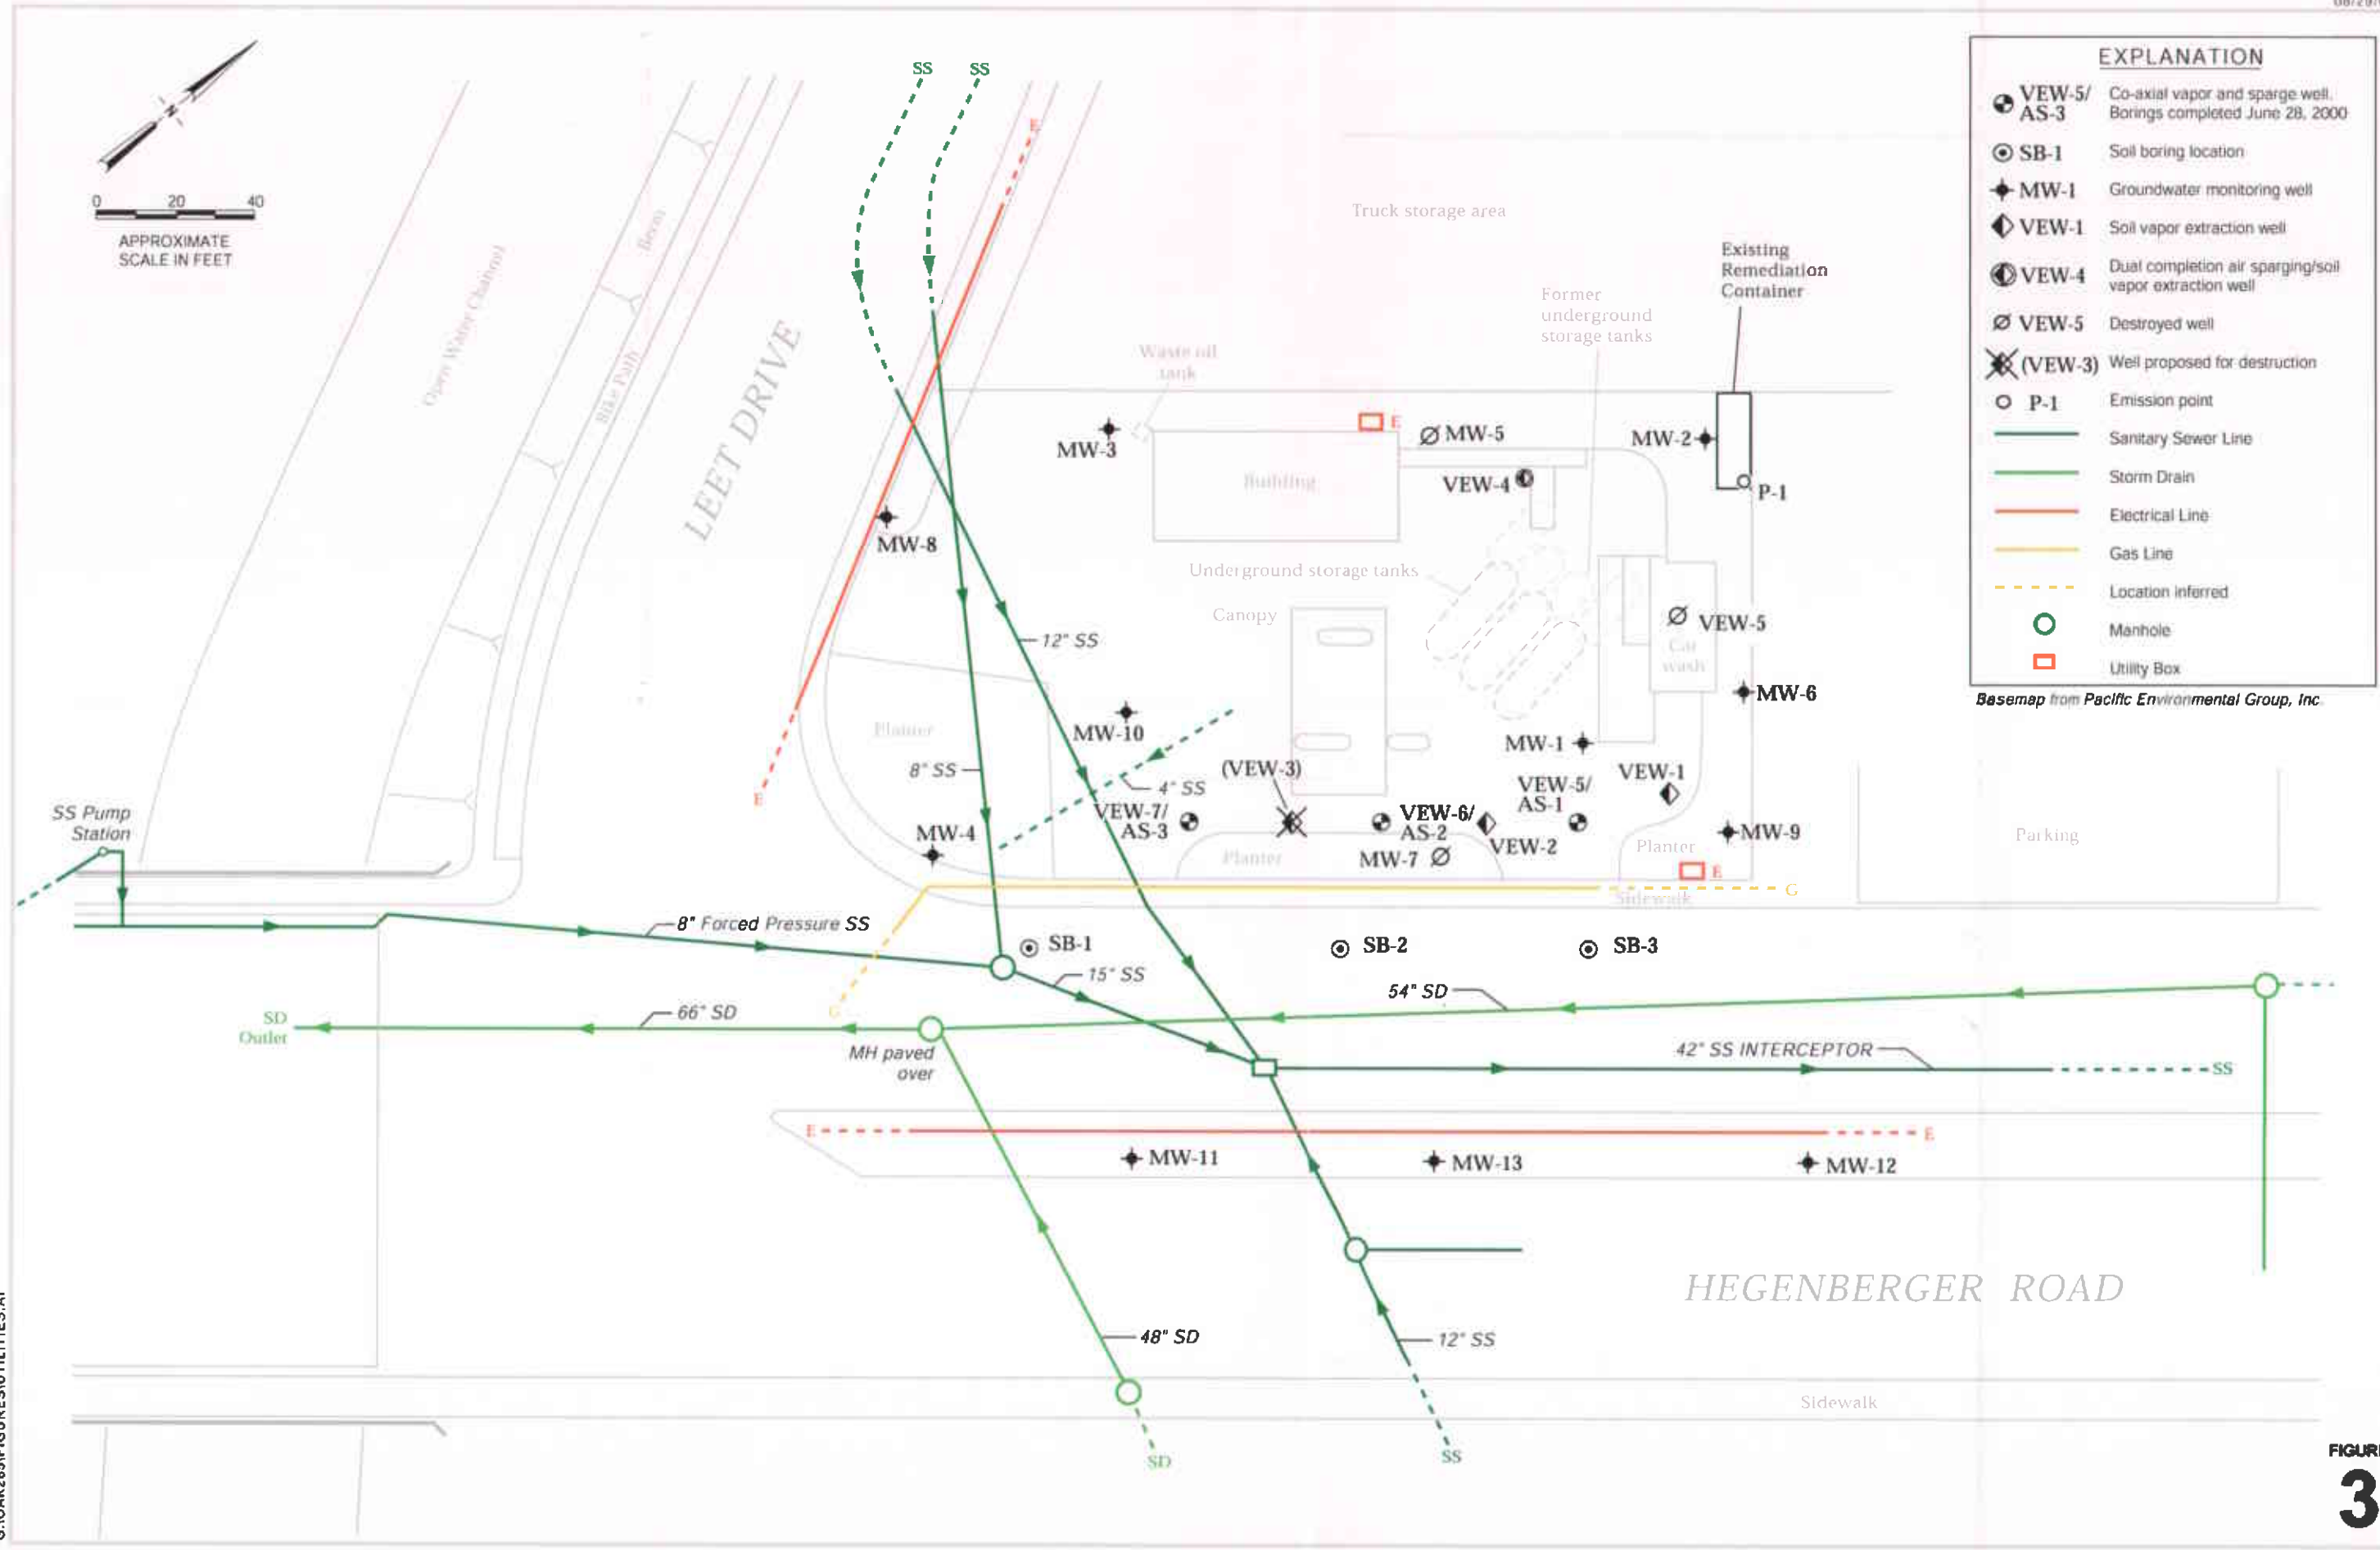 SS
SS
E
0 20 40
APPROXIMATE
SCALE IN FEET
Open Water Channel
Berm
Bike Path
LEET DRIVE
Truck storage area
Existing
Remediation
Container
Former
underground
storage tanks
Waste oil
tank
MW-3
E
MW-5
MW-2
Building
VEW-4
P-1
MW-8
Underground storage tanks
Canopy
VEW-5
12" SS
Car
wash
MW-6
Planter
MW-10
MW-1
8" SS
(VEW-3)
VEW-1
4" SS
VEW-5/
AS-1
E
SS Pump
Station
VEW-7/
AS-3
VEW-6/
AS-2
MW-4
MW-9
Parking
VEW-2
Planter
MW-7
Planter
E
G
Sidewalk
8" Forced Pressure SS
SB-1
SB-2
SB-3
15" SS
54" SD
G
66" SD
SD
Outlet
MH paved
over
42" SS INTERCEPTOR
SS
E
E
MW-11
MW-13
MW-12
HEGENBERGER ROAD
48" SD
12" SS
Sidewalk
SD
SS
EXPLANATION
VEW-5/
AS-3
Co-axial vapor and sparge well.
Borings completed June 28, 2000
SB-1 Soil boring location
MW-1 Groundwater monitoring well
VEW-1 Soil vapor extraction well
VEW-4 Dual completion air sparging/soil
vapor extraction well
VEW-5 Destroyed well
(VEW-3) Well proposed for destruction
P-1 Emission point
Sanitary Sewer Line
Storm Drain
Electrical Line
Gas Line
Location inferred
Manhole
Utility Box
Basemap from Pacific Environmental Group, Inc
3